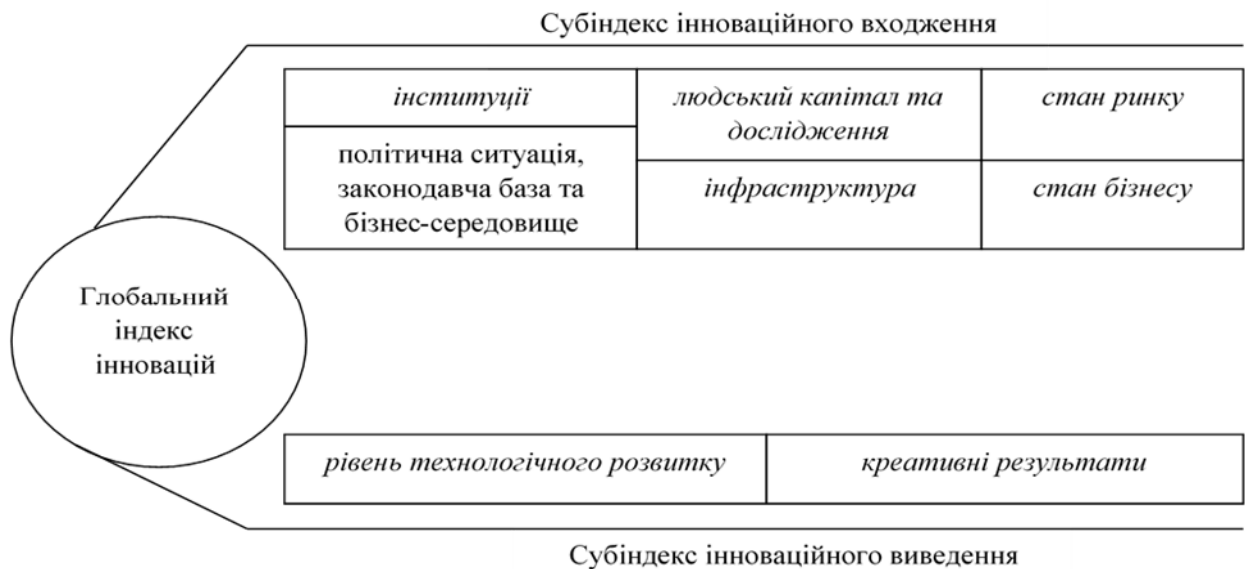 Субіндекс інноваційного входження
інституції
людський капітал та
дослідження
стан ринку
політична ситуація,
законодавча база та
бізнес-середовище
інфраструктура
стан бізнесу
Глобальний
індекс
інновацій
рівень технологічного розвитку
креативні результати
Субіндекс інноваційного виведення